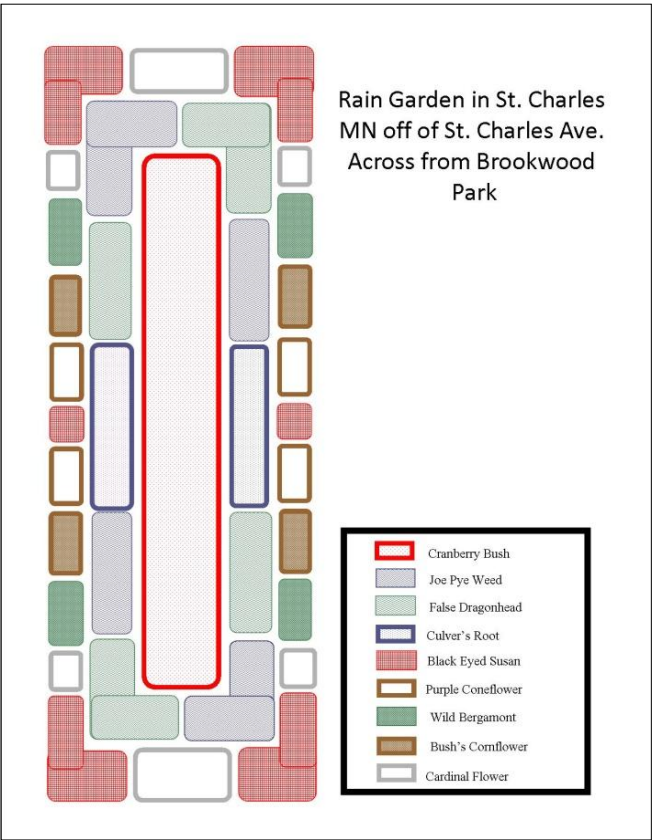 Rain Garden in St. Charles
MN off of St. Charles Ave.
Across from Brookwood
Park
Cranberry Bush
Joe Pye Weed
False Dragonhead
Culver's Root
Black Eyed Susan
Purple Coneflower
Wild Bergamont
Bush's Cornflower
Cardinal Flower